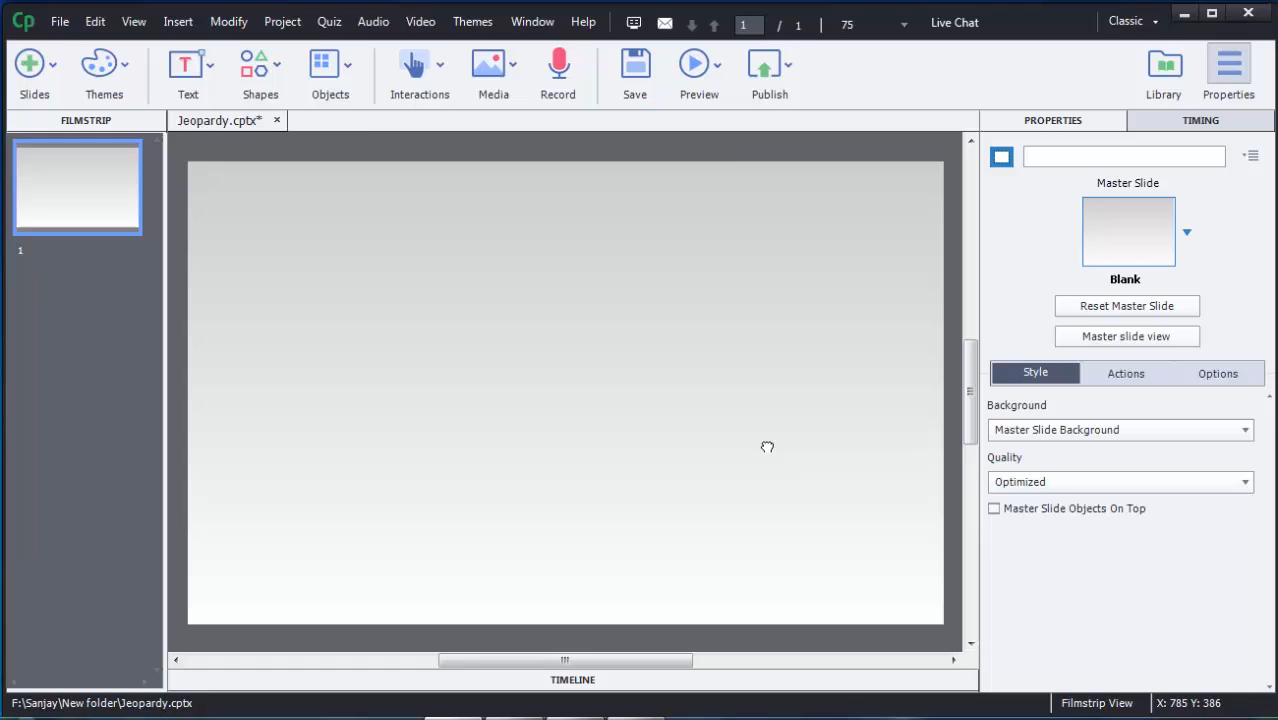 Cp File Edit View Insert Modify Project Quiz Audio Video Themes Window Help 1 / 1 75 Live Chat Classic
Slides Themes Text Shapes Objects Interactions Media Record Save Preview Publish Library Properties
FILMSTRIP Jeopardy.cptx* × PROPERTIES TIMING
Master Slide
Blank
1
Reset Master Slide
Master slide view
Style Actions Options
Background
Master Slide Background
Quality
Optimized
Master Slide Objects On Top
TIMELINE
F:\Sanjay\New folder\Jeopardy.cptx Filmstrip View X: 785 Y: 386